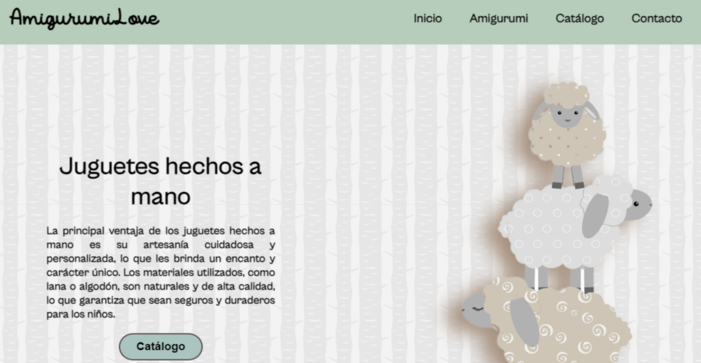 AmigurumiLove
Inicio Amigurumi Catálogo Contacto
Juguetes hechos a
mano
La principal ventaja de los juguetes hechos a
mano es su artesanía cuidadosa y
personalizada, lo que les brinda un encanto y
carácter único. Los materiales utilizados, como
lana o algodón, son naturales y de alta calidad,
lo que garantiza que sean seguros y duraderos
para los niños.
Catálogo